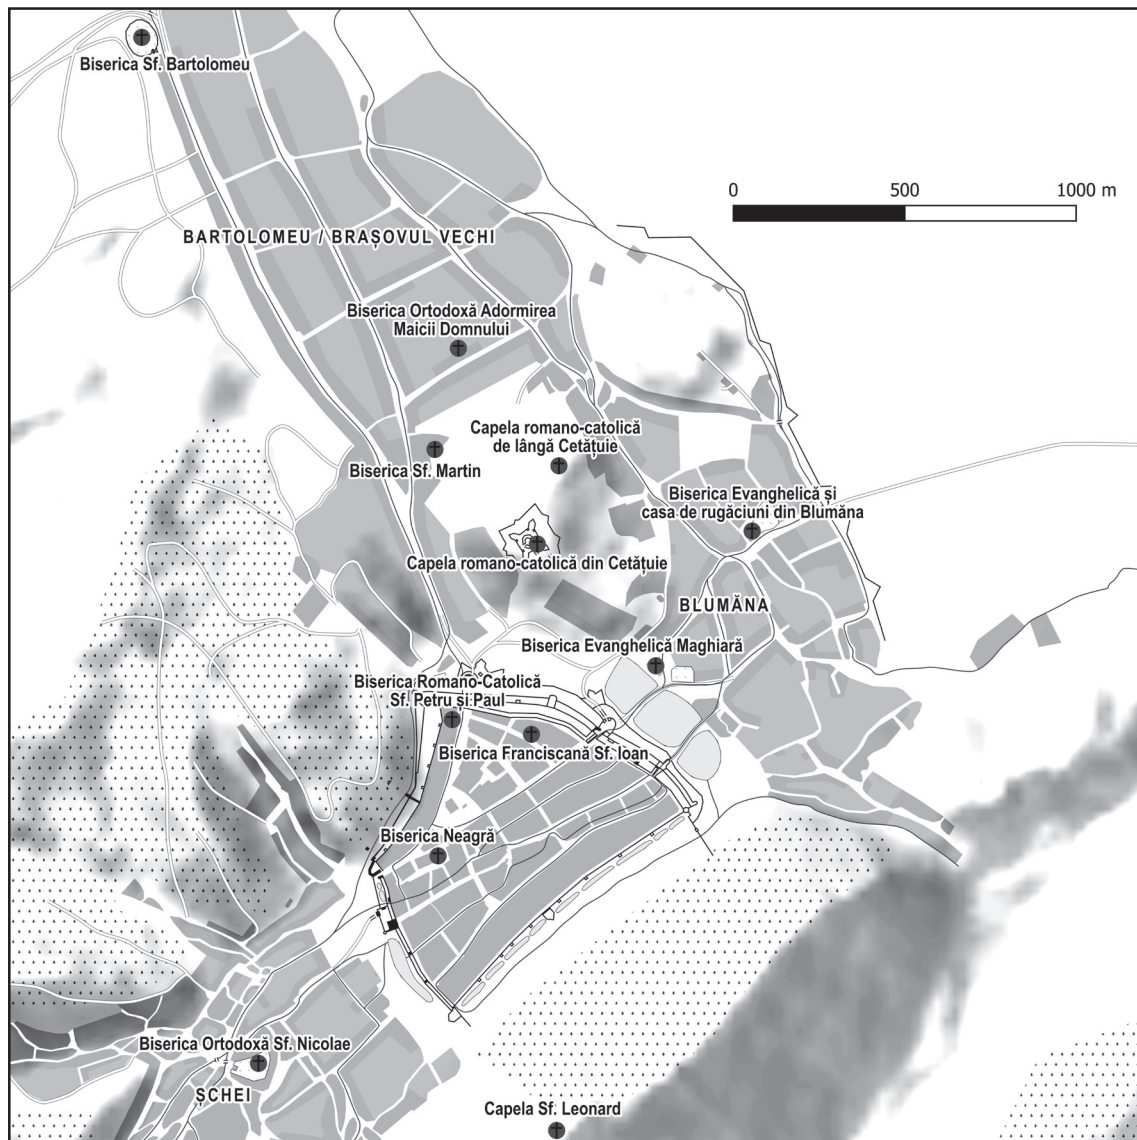 Biserica Sf. Bartolomeu
0 500 1000 m
BARTOLOMEU / BRAȘOVUL VECHI
Biserica Ortodoxă Adormirea
Maicii Domnului
Capela romano-catolică
de lângă Cetățuie
Biserica Sf. Martin
Biserica Evanghelică și
casa de rugăciuni din Blumăna
Capela romano-catolică din Cetățuie
BLUMĂNA
Biserica Evanghelică Maghiară
Biserica Romano-Catolică
Sf. Petru și Paul
Biserica Franciscană Sf. Ioan
Biserica Neagră
Biserica Ortodoxă Sf. Nicolae
ȘCHEI
Capela Sf. Leonard